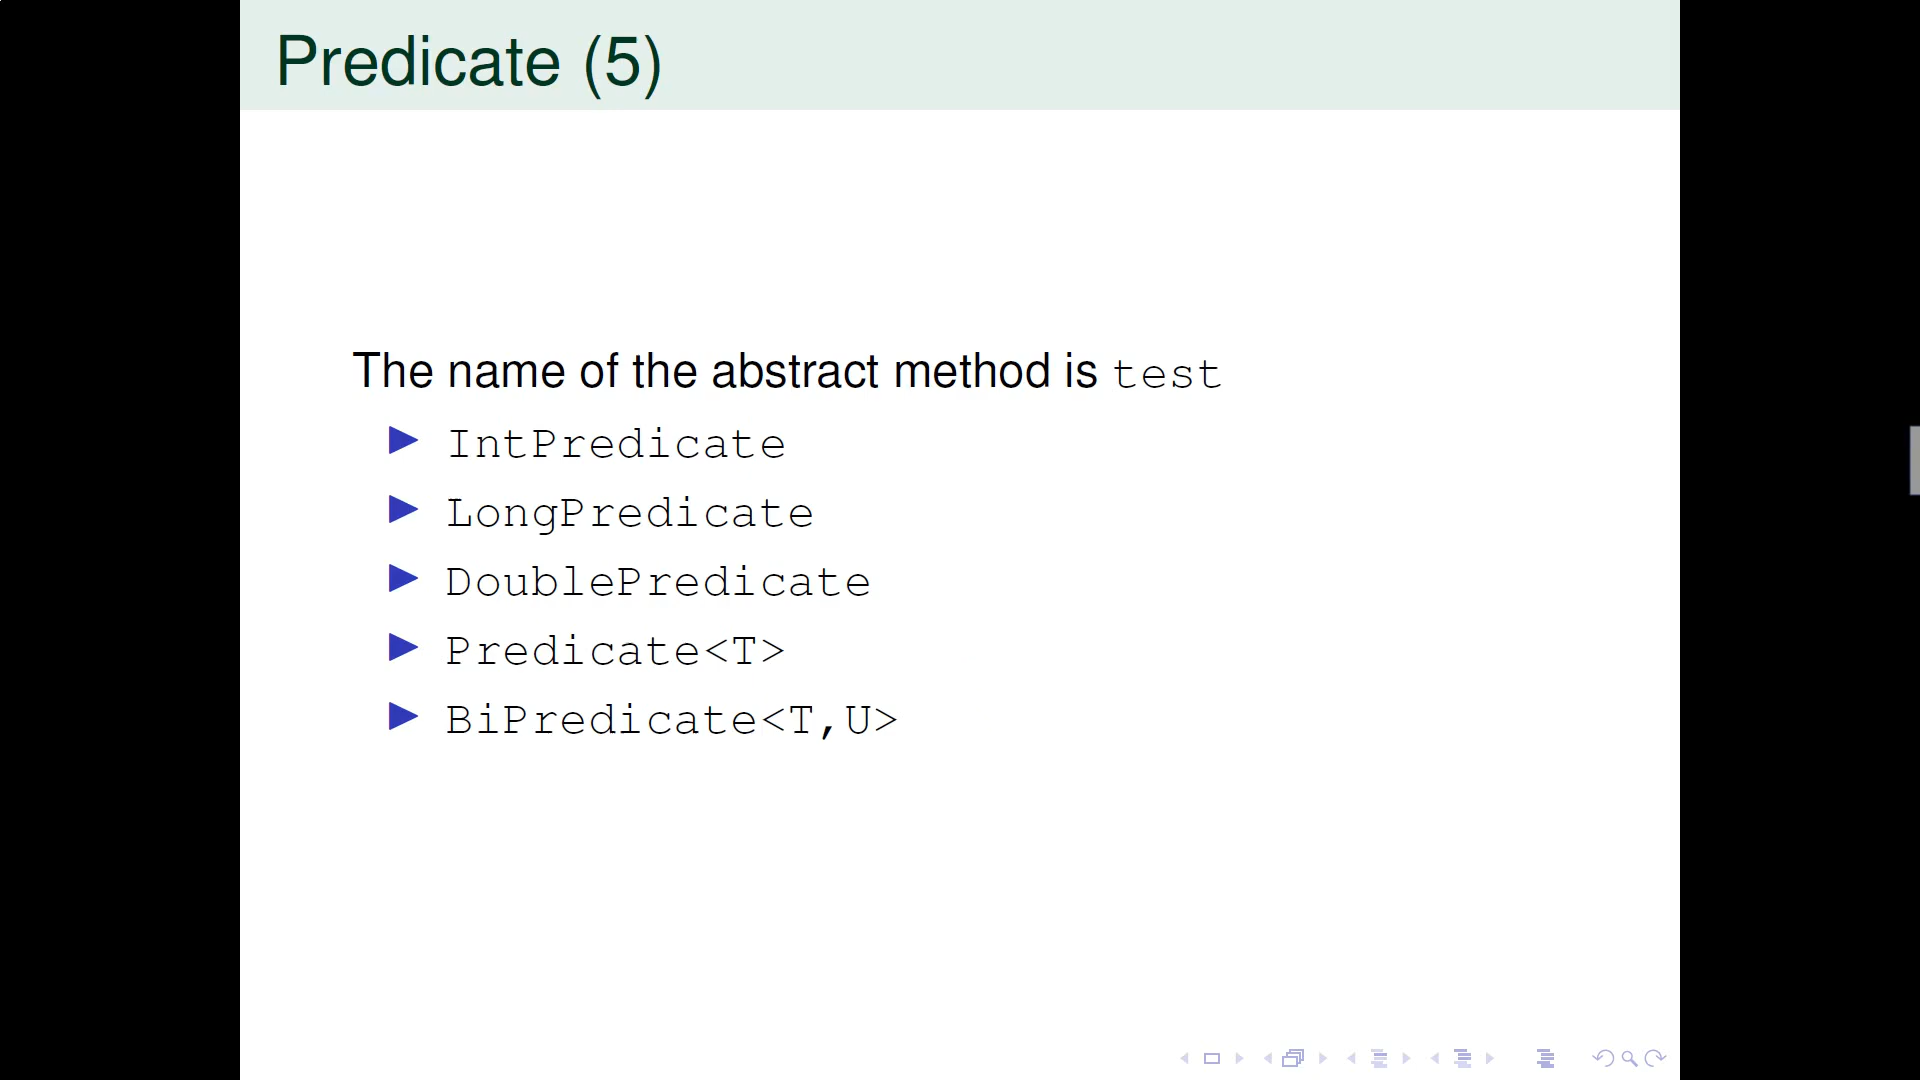 Predicate (5)
The name of the abstract method is test
IntPredicate
LongPredicate
DoublePredicate
Predicate<T>
BiPredicate<T,U>